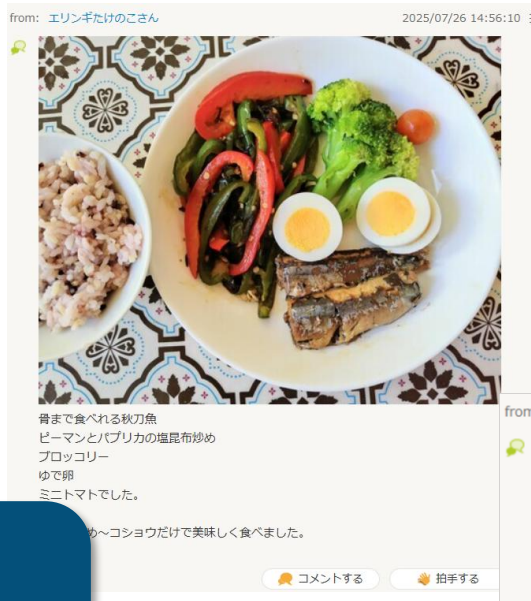 from: エリンギたけのこさん
2025/07/26 14:56:10
骨まで食べれる秋刀魚
ピーマンとパプリカの塩昆布炒め
ブロッコリー
ゆで卵
ミニトマトでした。
め～コショウだけで美味しく食べました。
コメントする
拍手する
from